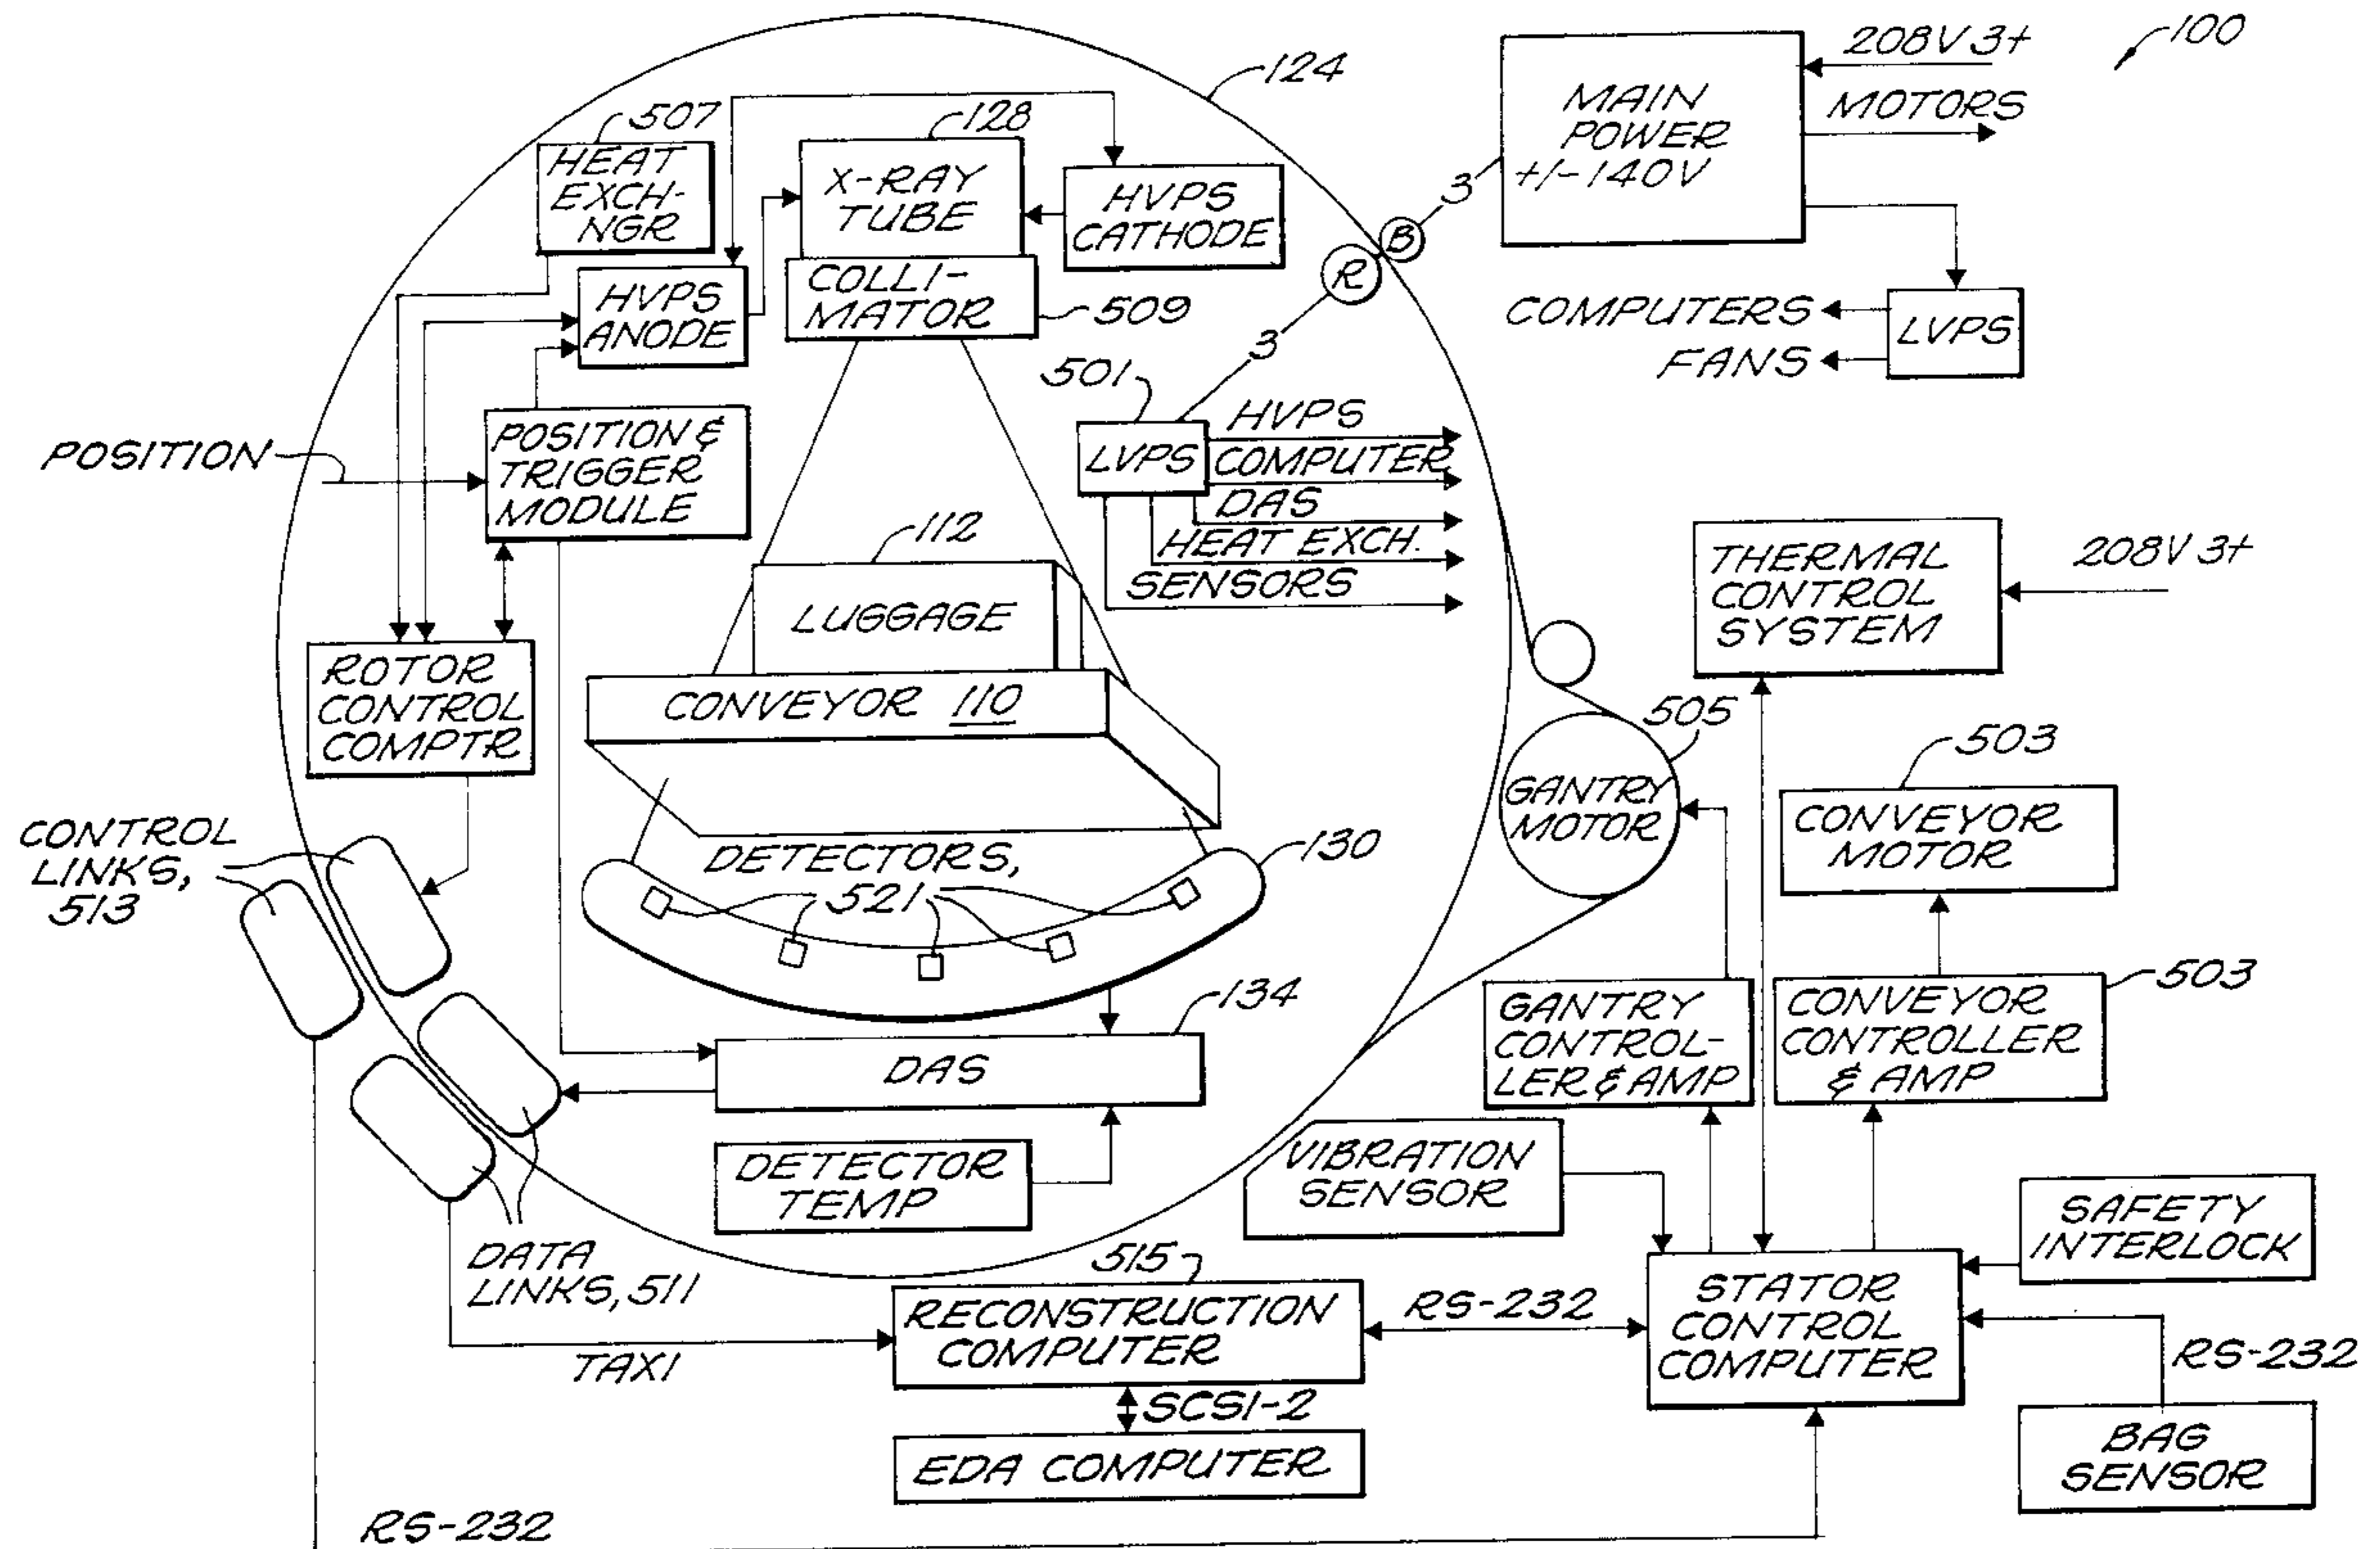 100
208V 3+
MOTORS
MAIN
POWER
+/-140V
3
124
507
128
HEAT
EXCH-
NGR
X-RAY
TUBE
HVPS
CATHODE
B
R
3
HVPS
ANODE
COLLI-
MATOR
509
COMPUTERS
FANS
LVPS
501
LVPS
HVPS
COMPUTER
DAS
HEAT EXCH.
SENSORS
POSITION
POSITION &
TRIGGER
MODULE
112
LUGGAGE
CONVEYOR 110
THERMAL
CONTROL
SYSTEM
208V 3+
ROTOR
CONTROL
COMPTR
505
GANTRY
MOTOR
503
CONVEYOR
MOTOR
CONTROL
LINKS,
513
DETECTORS,
521
130
134
DAS
GANTRY
CONTROL-
LER & AMP
503
CONVEYOR
CONTROLLER
& AMP
DETECTOR
TEMP
VIBRATION
SENSOR
SAFETY
INTERLOCK
DATA
LINKS, 511
515
RECONSTRUCTION
COMPUTER
RS-232
STATOR
CONTROL
COMPUTER
RS-232
TAXI
SCSI-2
EDA COMPUTER
BAG
SENSOR
RS-232